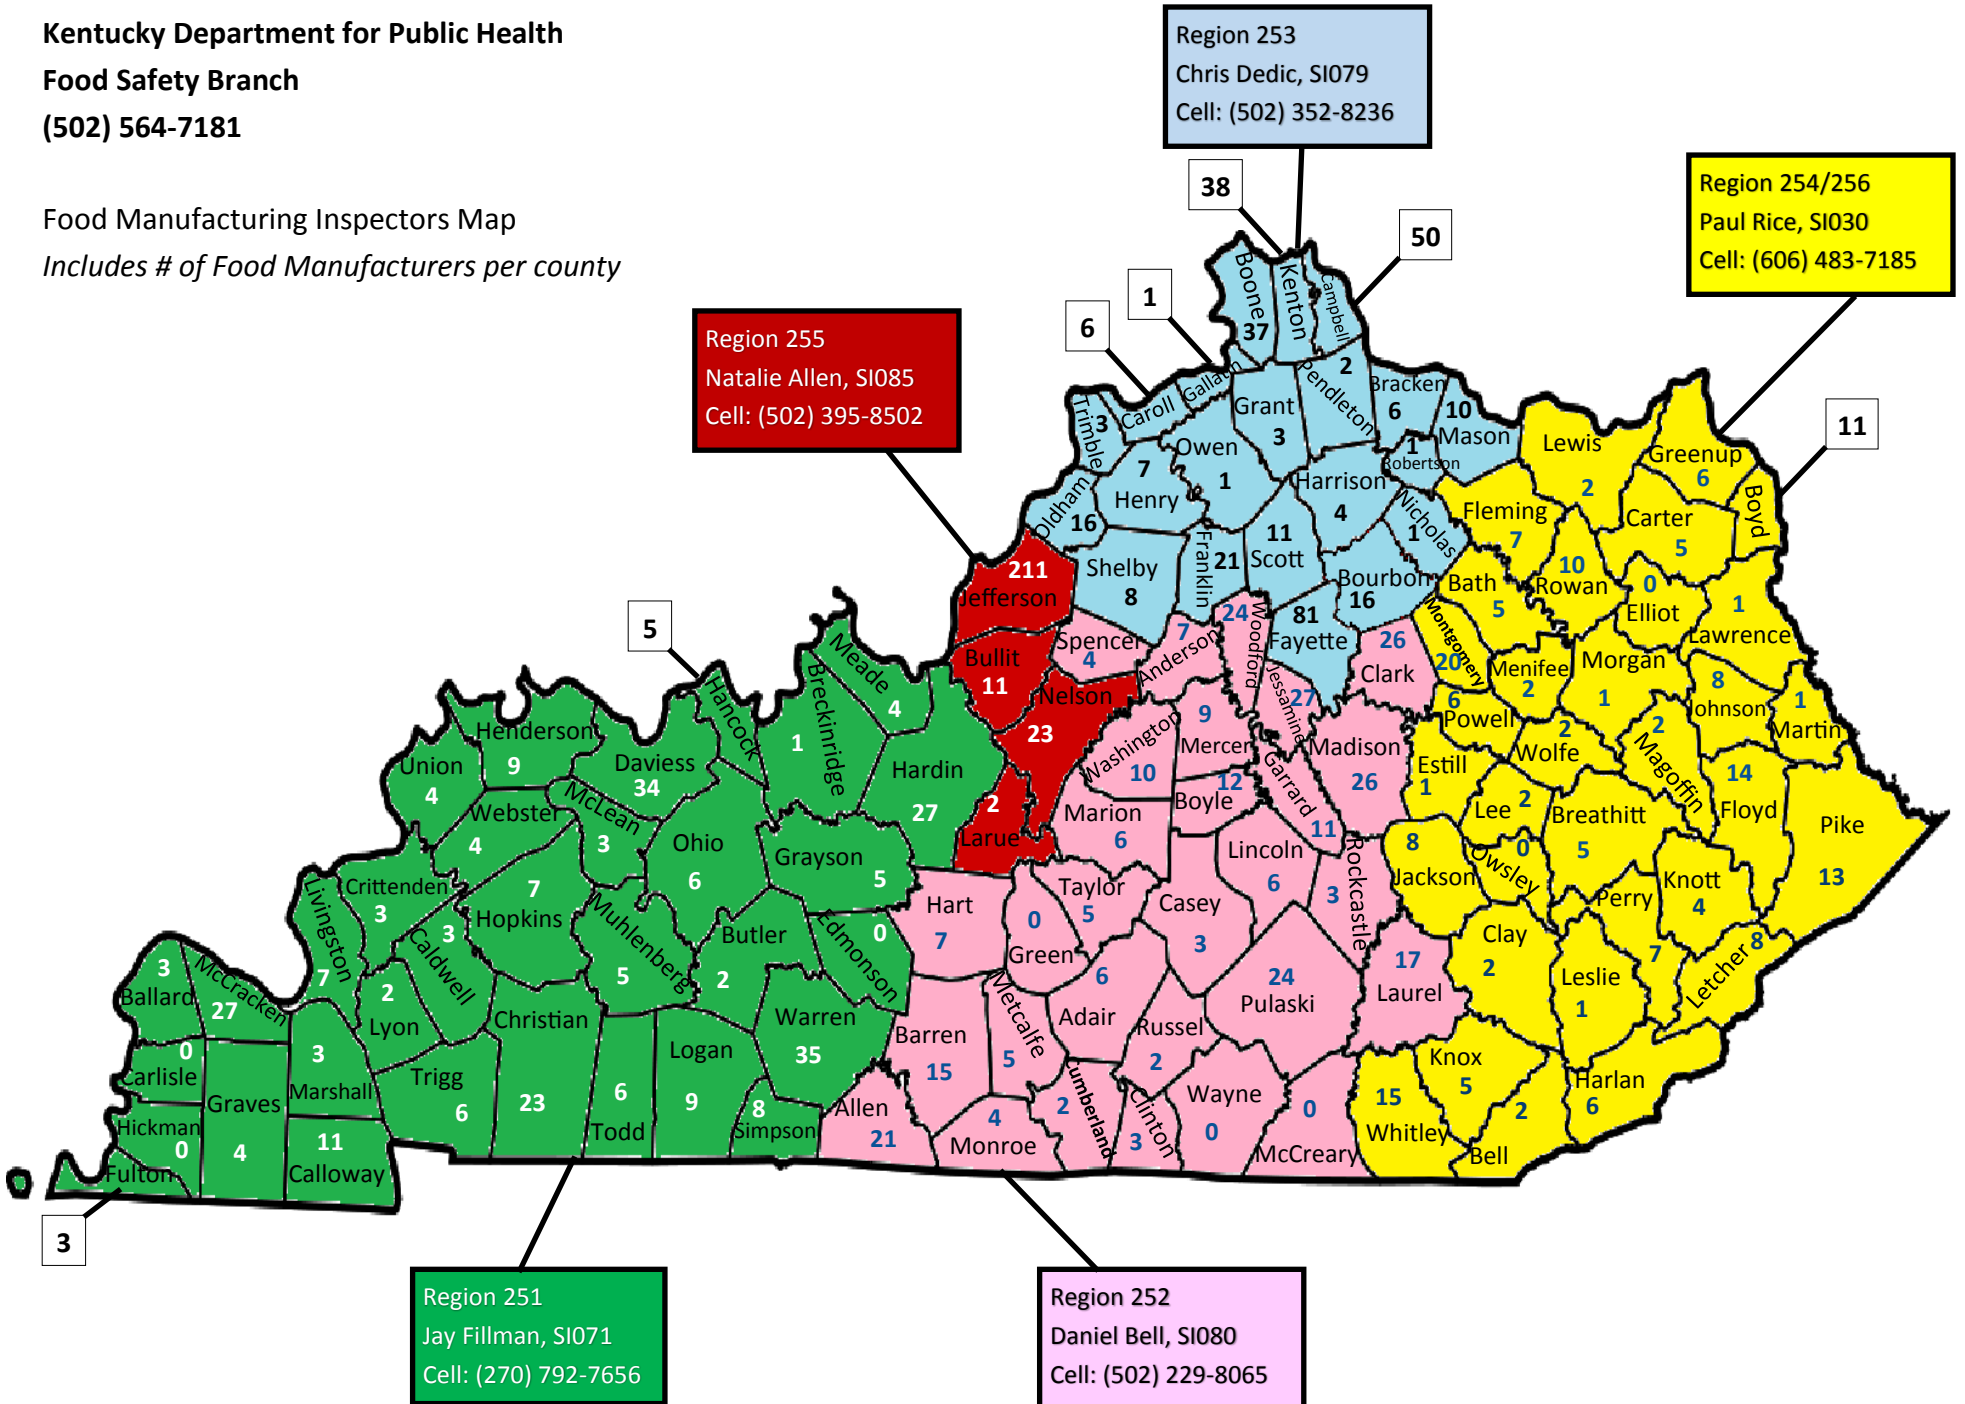 Kentucky Department for Public Health
Food Safety Branch
(502) 564-7181
Food Manufacturing Inspectors Map
Includes # of Food Manufacturers per county
Region 253
Chris Dedic, SI079
Cell: (502) 352-8236
Region 254/256
Paul Rice, SI030
Cell: (606) 483-7185
Region 255
Natalie Allen, SI085
Cell: (502) 395-8502
38
50
1
6
11
5
3
Boone
37
Kenton
Campbell
Gallatin
Caroll
Trimble
3
Grant
3
Pendleton
2
Bracken
6
10
Mason
1
Robertson
Owen
1
7
Henry
Oldham
16
Harrison
4
Nicholas
1
11
Scott
Franklin
21
Shelby
8
Bourbon
16
81
Fayette
Lewis
2
Greenup
6
Boyd
Carter
5
Fleming
7
10
Rowan
0
Elliot
1
Lawrence
Bath
5
Montgomery
20
Menifee
2
Morgan
1
8
Johnson
1
Martin
6
Powell
2
Wolfe
2
Magoffin
14
Floyd
Pike
13
Estill
1
Lee
2
Breathitt
5
0
Owsley
8
Jackson
Perry
7
Knott
4
Letcher
8
Clay
2
Leslie
1
Knox
5
Harlan
6
2
Bell
15
Whitley
211
Jefferson
Bullit
11
Nelson
23
2
Larue
Spencer
4
7
Anderson
24
Woodford
26
Clark
Jessamine
27
9
Mercer
Washington
10
12
Boyle
Garrard
11
Madison
26
Marion
6
Lincoln
6
Rockcastle
3
Hart
7
0
Green
Taylor
5
Casey
3
24
Pulaski
17
Laurel
6
Adair
Russel
2
Metcalfe
5
Barren
15
Allen
21
4
Monroe
Cumberland
2
Clinton
3
Wayne
0
0
McCreary
Meade
4
Breckinridge
1
Hancock
Hardin
27
Daviess
34
Henderson
9
Union
4
Webster
4
McLean
3
Ohio
6
Grayson
5
Edmonson
0
Butler
2
Muhlenberg
5
7
Hopkins
Crittenden
3
Livingston
7
Caldwell
3
2
Lyon
Christian
23
Trigg
6
6
Todd
Logan
9
Warren
35
8
Simpson
3
Ballard
McCracken
27
0
Carlisle
Hickman
0
Fulton
Graves
4
3
Marshall
11
Calloway
Region 251
Jay Fillman, SI071
Cell: (270) 792-7656
Region 252
Daniel Bell, SI080
Cell: (502) 229-8065